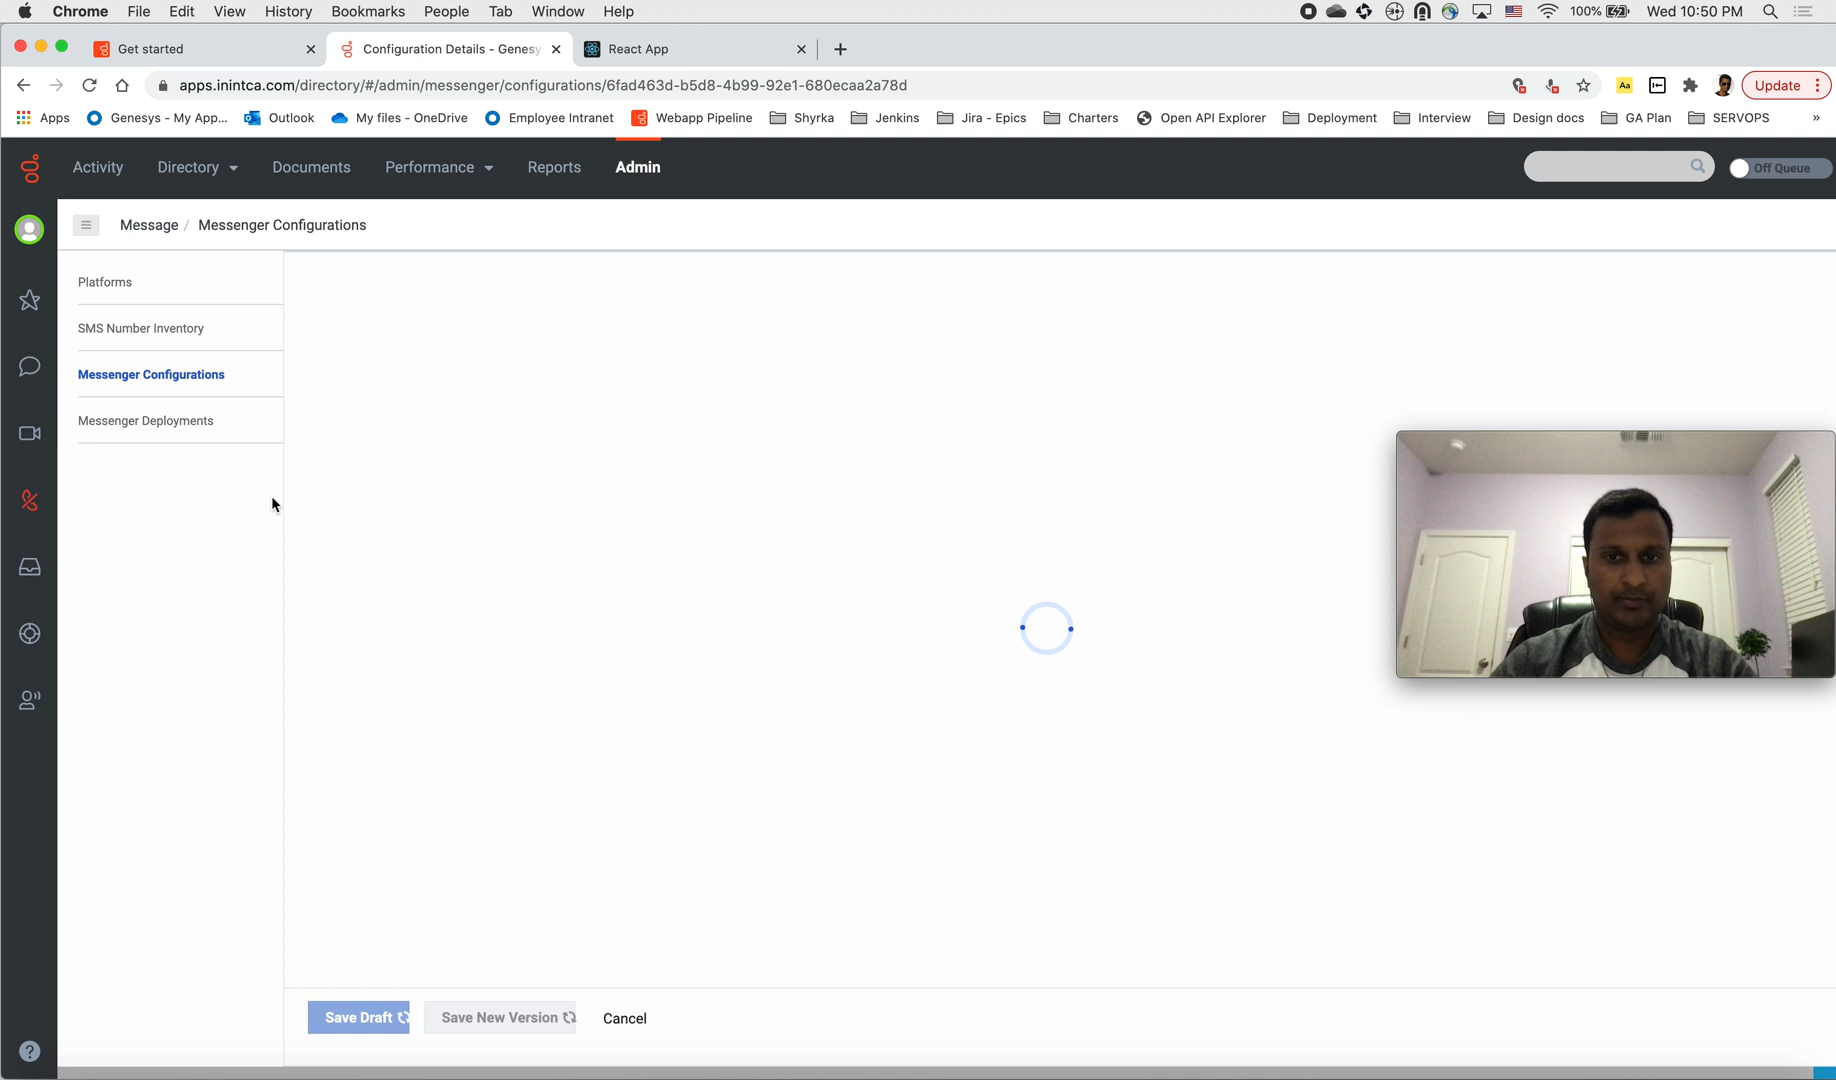 Chrome File Edit View History Bookmarks People Tab Window Help 100% Wed 10:50 PM
Get started Configuration Details - Genesy React App
apps.inintca.com/directory/#/admin/messenger/configurations/6fad463d-b5d8-4b99-92e1-680ecaa2a78d Aa Update
Apps Genesys - My App... Outlook My files - OneDrive Employee Intranet Webapp Pipeline Shyrka Jenkins Jira - Epics Charters Open API Explorer Deployment Interview Design docs GA Plan SERVOPS »
Activity Directory Documents Performance Reports Admin Off Queue
Message / Messenger Configurations
Platforms
SMS Number Inventory
Messenger Configurations
Messenger Deployments
Save Draft Save New Version Cancel
?